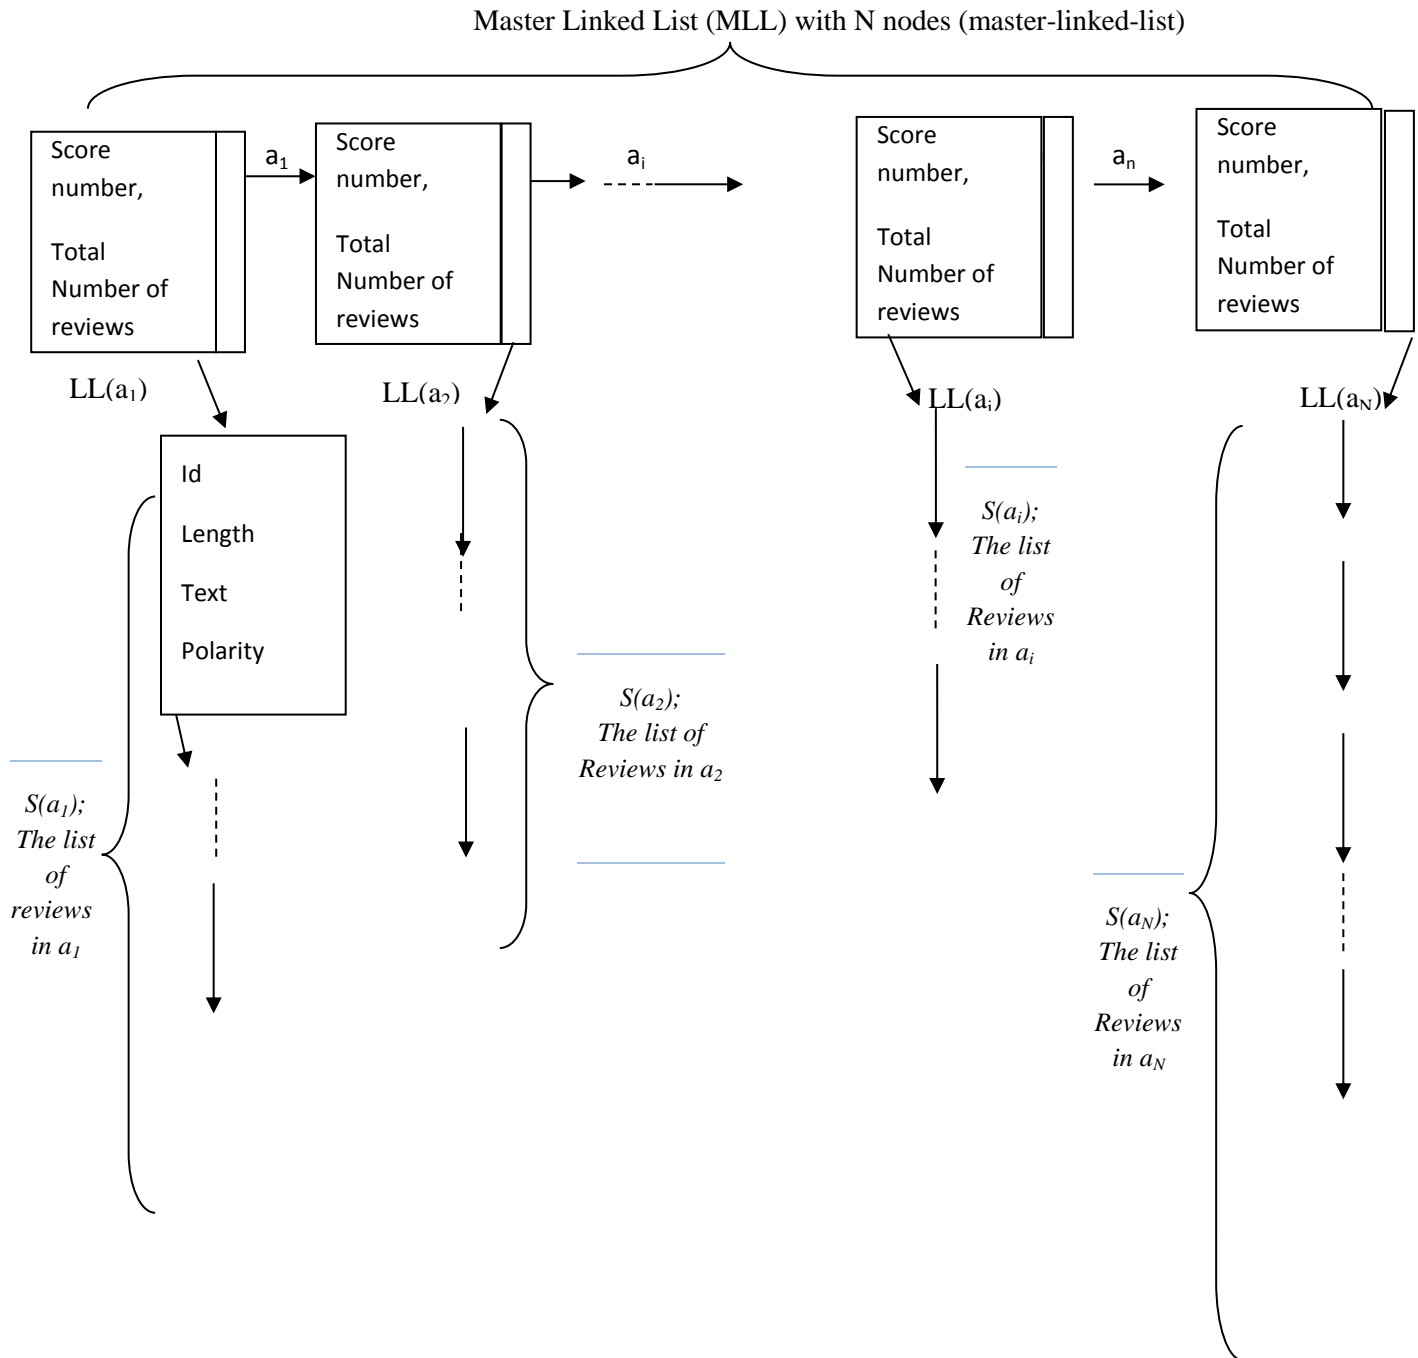 Master Linked List (MLL) with N nodes (master-linked-list)
Score
number,
Total
Number of
reviews
a₁
Score
number,
Total
Number of
reviews
aᵢ
Score
number,
Total
Number of
reviews
aₙ
Score
number,
Total
Number of
reviews
LL(a₁)
LL(a₂)
LL(aᵢ)
LL(a_N)
Id
Length
Text
Polarity
S(a₁);
The list
of
reviews
in a₁
S(a₂);
The list of
Reviews in a₂
S(aᵢ);
The list
of
Reviews
in aᵢ
S(a_N);
The list
of
Reviews
in a_N